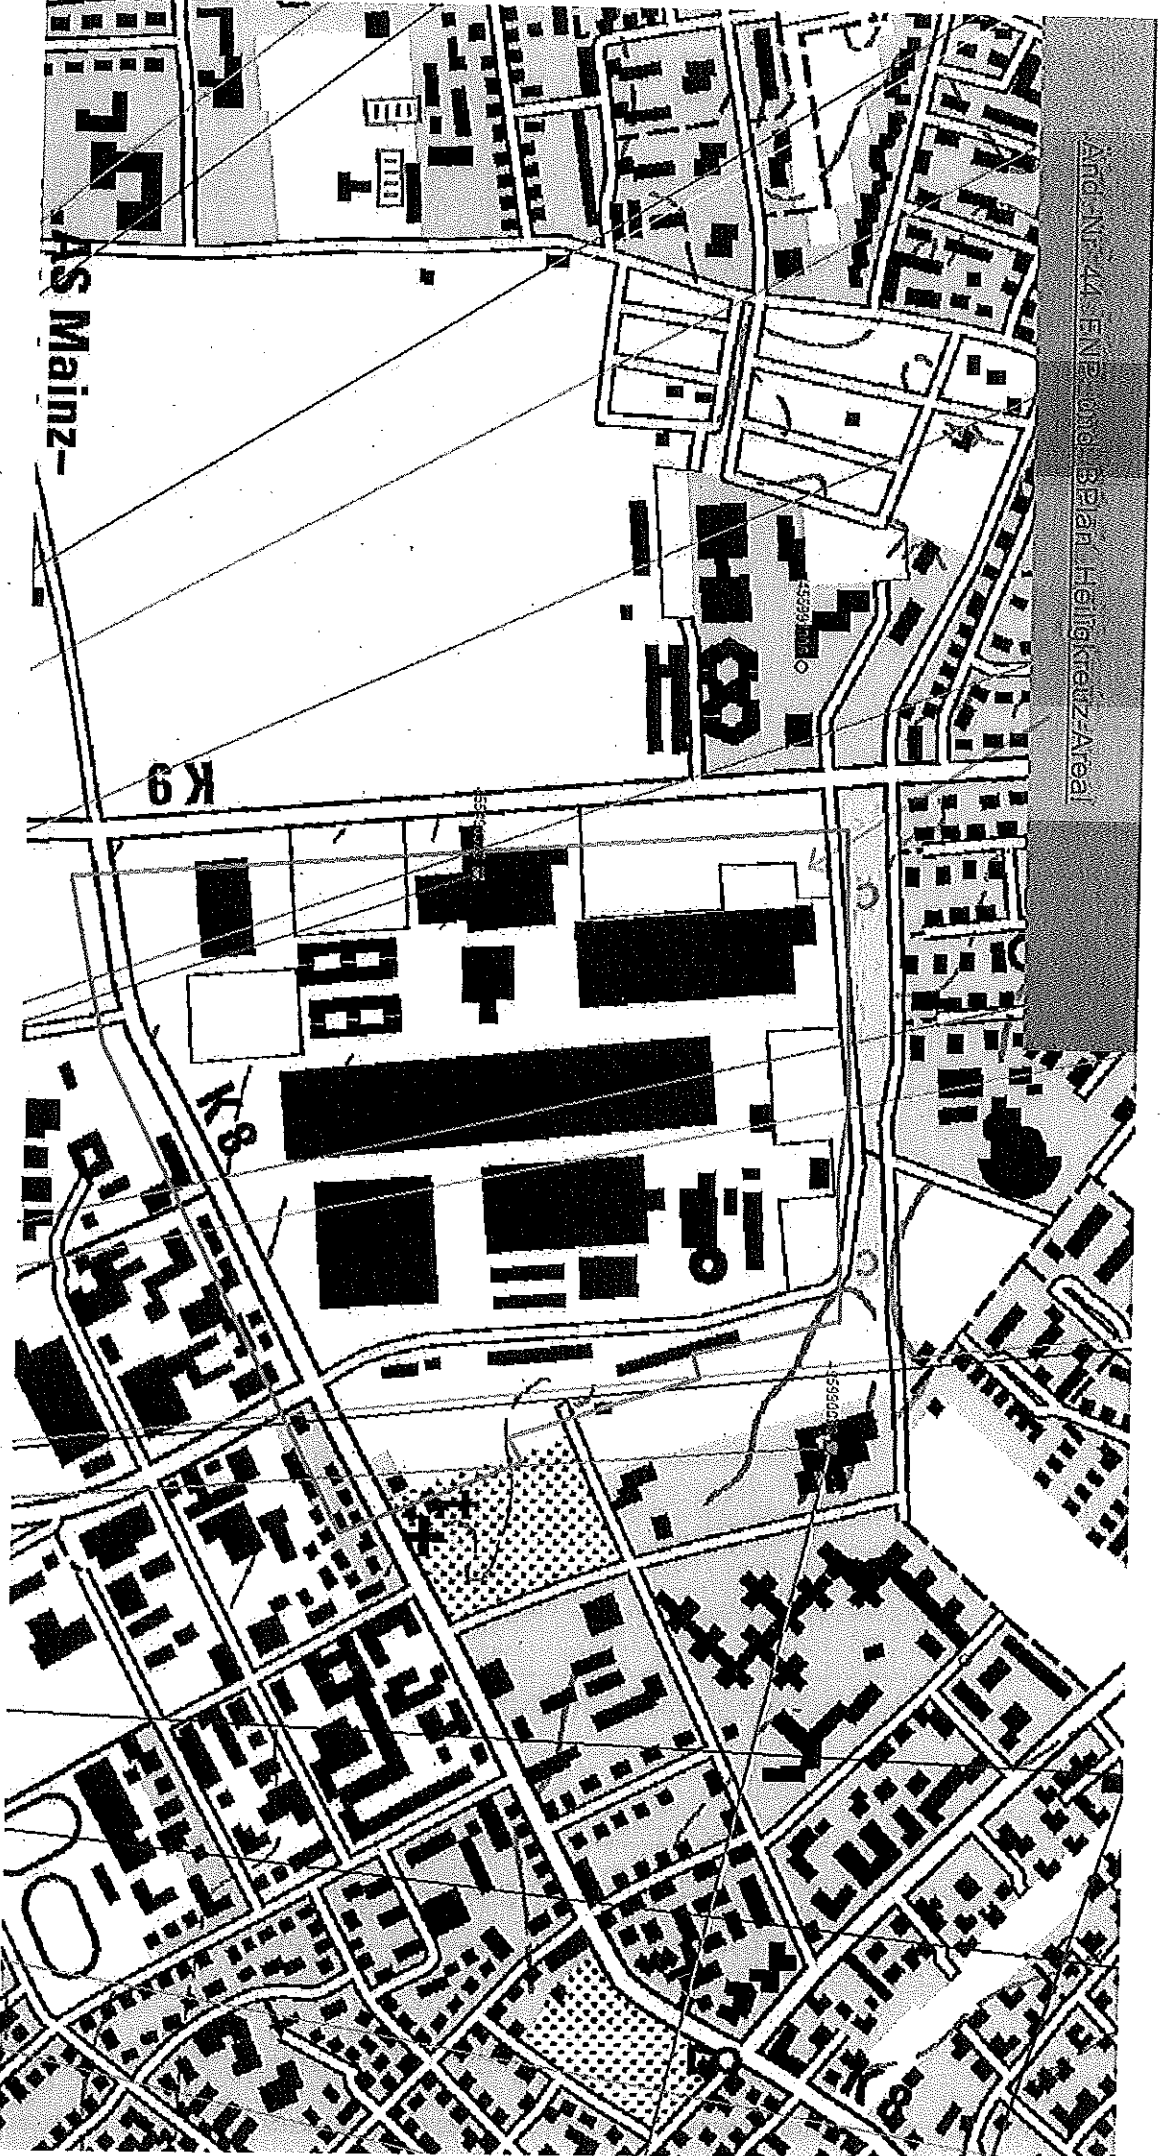 Änd. Nr. 44 FNP und BPlan "Heiligkreuz-Areal"
AS Mainz-
K 9
K 8
K 8